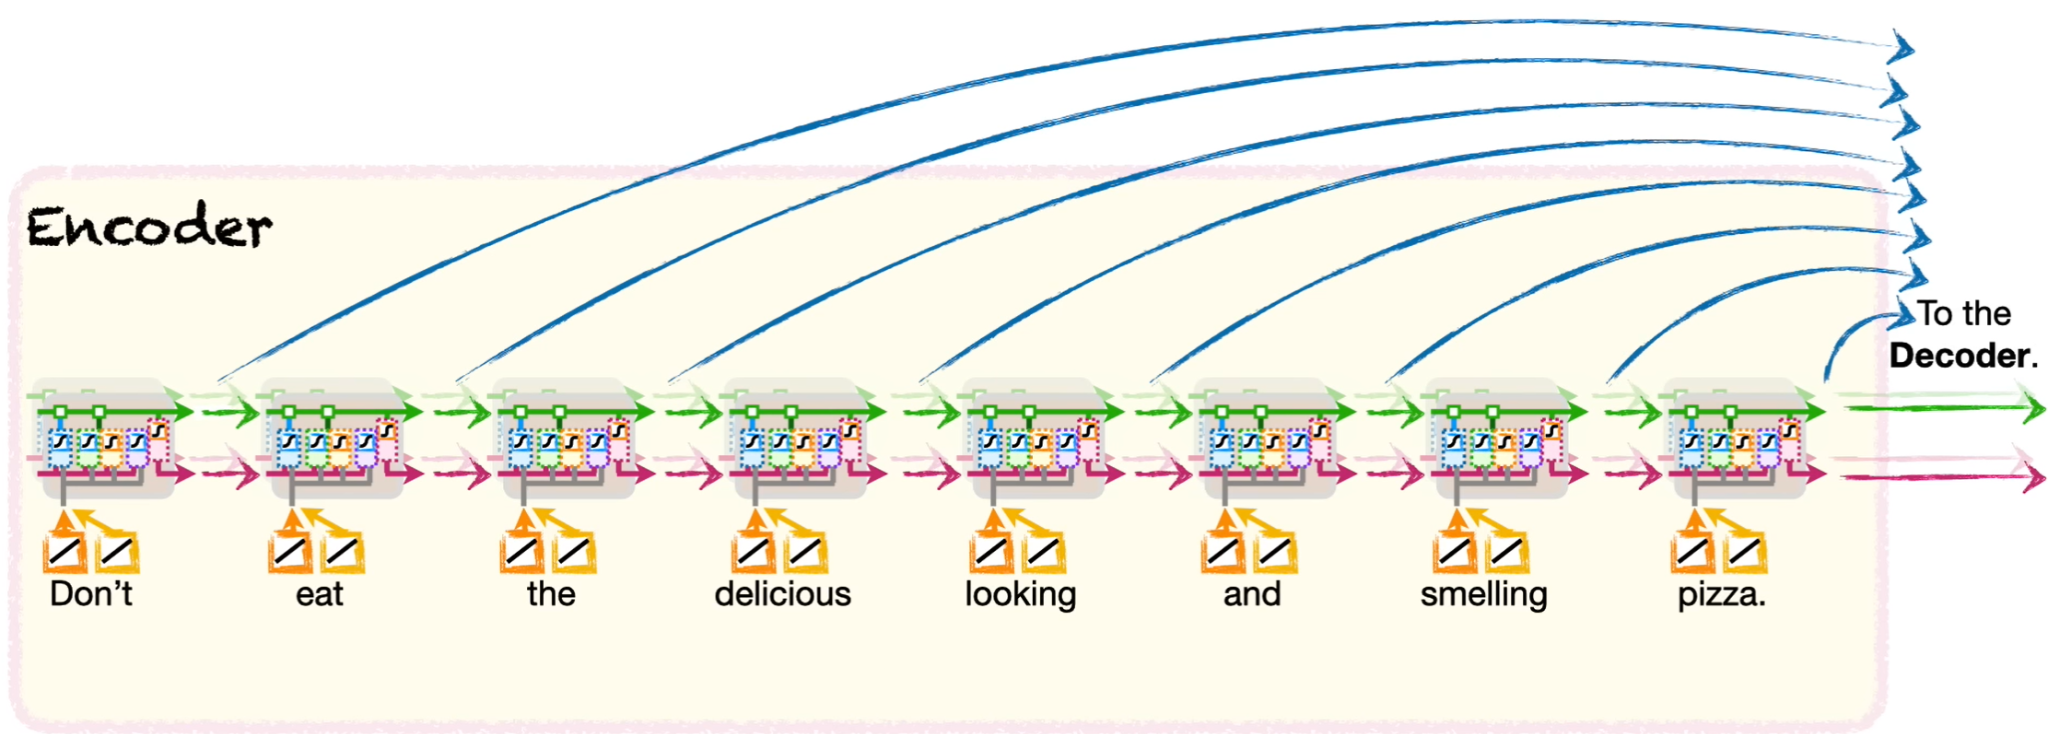 Encoder
To the
Decoder.
Don't eat the delicious looking and smelling pizza.